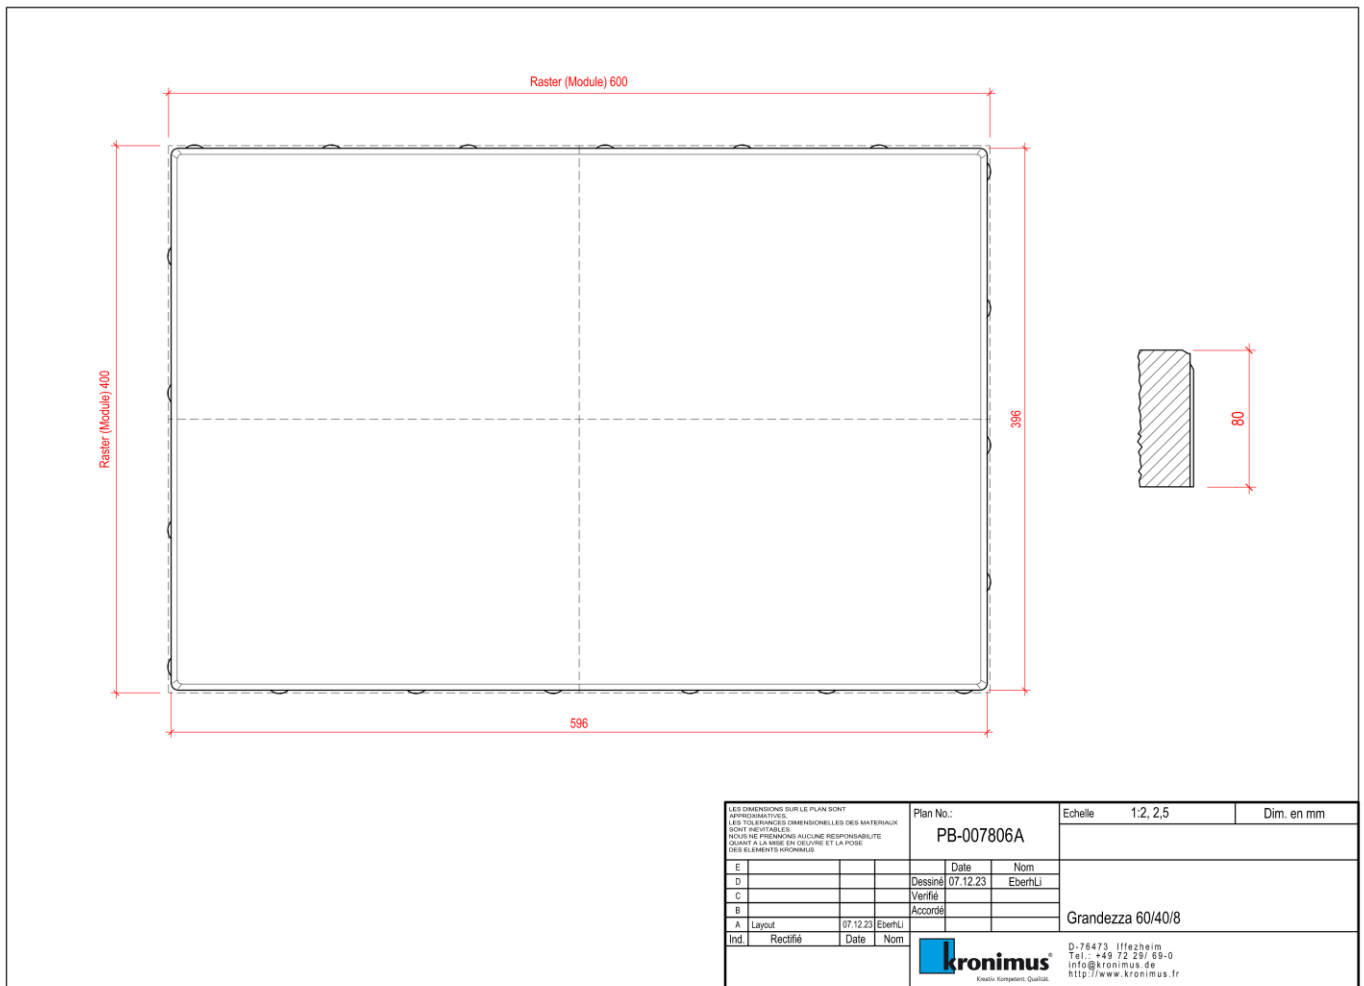 Raster (Module) 600
Raster (Module) 400
396
80
596
LES DIMENSIONS SUR LE PLAN SONT
APPROXIMATIVES,
LES TOLERANCES DIMENSIONELLES DES MATERIAUX
SONT INEVITABLES.
NOUS NE PRENNONS AUCUNE RESPONSABILITE
QUANT A LA MISE EN OEUVRE ET LA POSE
DES ELEMENTS KRONIMUS
Plan No.:
PB-007806A
Echelle 1:2, 2,5 Dim. en mm
E Date Nom
D Dessiné 07.12.23 EberhLi
C Verifié
B Accordé
A Layout 07.12.23 EberhLi
Ind. Rectifié Date Nom
Grandezza 60/40/8
kronimus®
Kreativ. Kompetent. Qualität.
D-76473 Iffezheim
Tel.: +49 72 29/ 69-0
info@kronimus.de
http://www.kronimus.fr